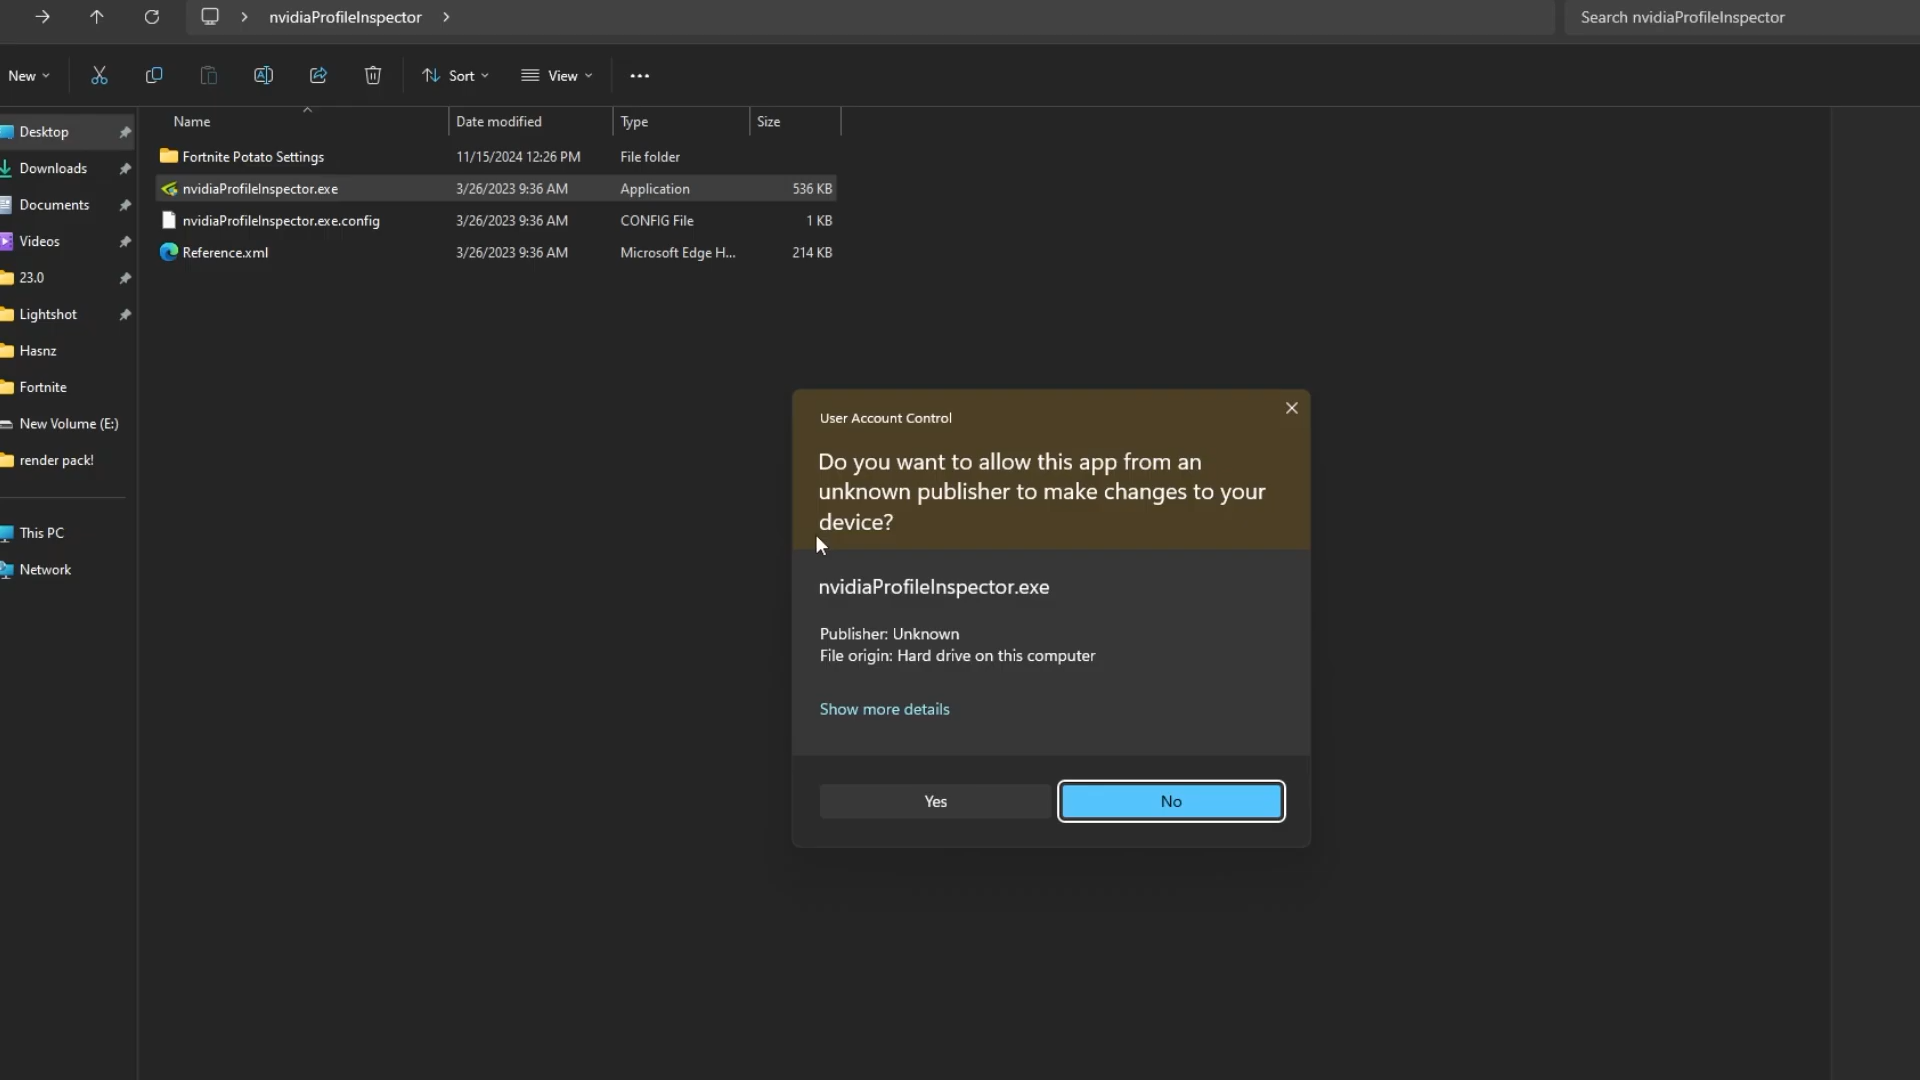 nvidiaProfileInspector
Search nvidiaProfileInspector
New
Sort
View
Name
Date modified
Type
Size
Desktop
Downloads
Documents
Videos
23.0
Lightshot
Hasnz
Fortnite
New Volume (E:)
render pack!
This PC
Network
Fortnite Potato Settings 11/15/2024 12:26 PM File folder
nvidiaProfileInspector.exe 3/26/2023 9:36 AM Application 536 KB
nvidiaProfileInspector.exe.config 3/26/2023 9:36 AM CONFIG File 1 KB
Reference.xml 3/26/2023 9:36 AM Microsoft Edge H... 214 KB
User Account Control
Do you want to allow this app from an
unknown publisher to make changes to your
device?
nvidiaProfileInspector.exe
Publisher: Unknown
File origin: Hard drive on this computer
Show more details
Yes
No